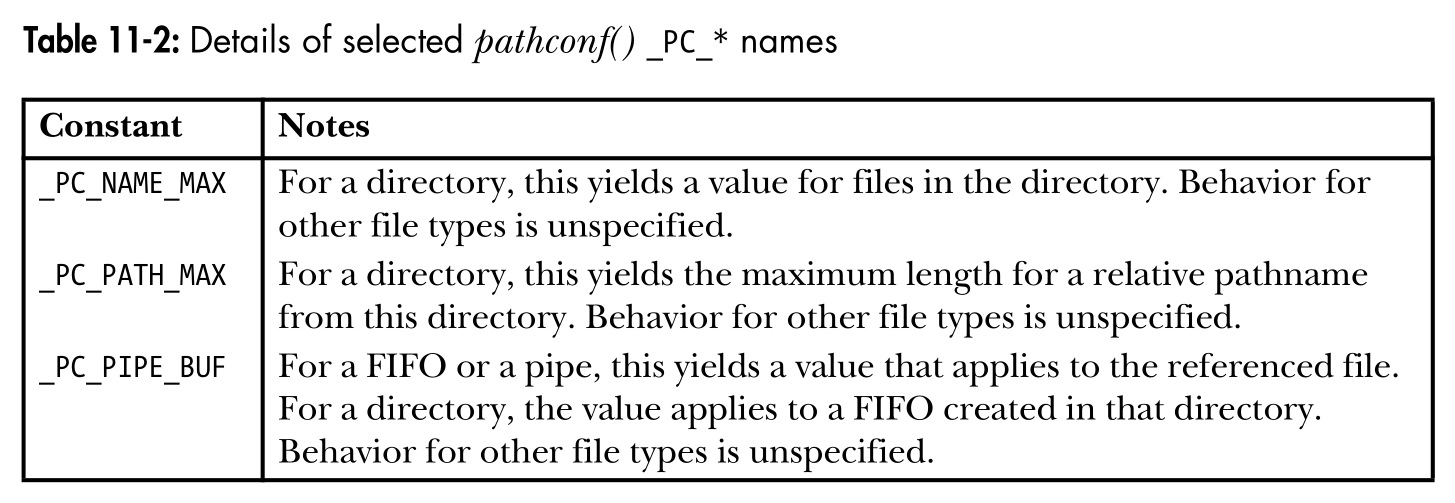 Table 11-2: Details of selected pathconf() _PC_* names
Constant Notes
_PC_NAME_MAX For a directory, this yields a value for files in the directory. Behavior for
other file types is unspecified.
_PC_PATH_MAX For a directory, this yields the maximum length for a relative pathname
from this directory. Behavior for other file types is unspecified.
_PC_PIPE_BUF For a FIFO or a pipe, this yields a value that applies to the referenced file.
For a directory, the value applies to a FIFO created in that directory.
Behavior for other file types is unspecified.